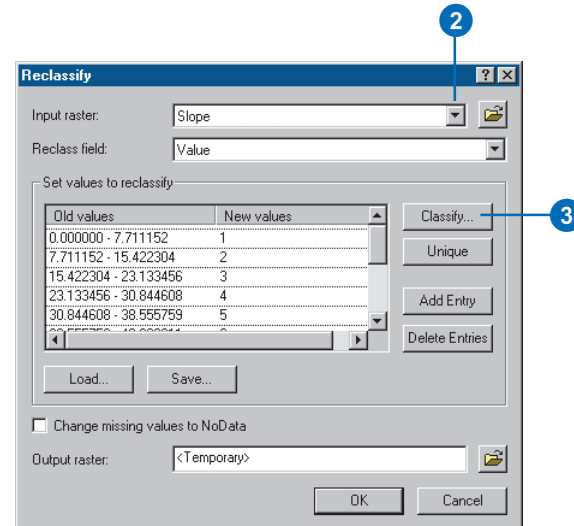 2
Reclassify
Input raster: Slope
Reclass field: Value
Set values to reclassify
Old values New values
0.000000 - 7.711152 1
7.711152 - 15.422304 2
15.422304 - 23.133456 3
23.133456 - 30.844608 4
30.844608 - 38.555759 5
Classify...
3
Unique
Add Entry
Delete Entries
Load... Save...
Change missing values to NoData
Output raster: <Temporary>
OK Cancel